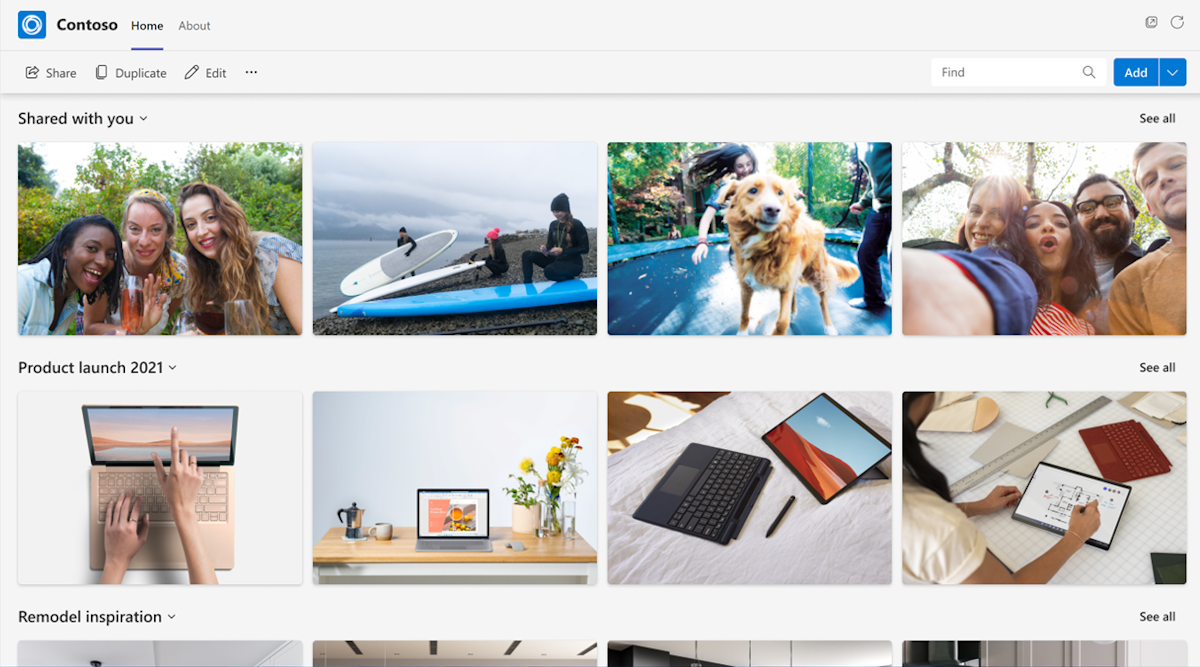 Contoso Home About
Share Duplicate Edit ···
Find
Add
Shared with you
See all
Product launch 2021
See all
Remodel inspiration
See all